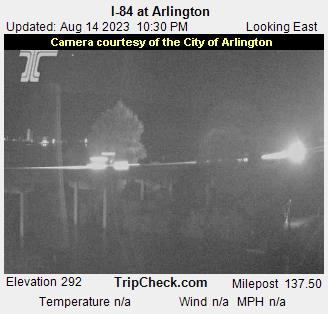 I-84 at Arlington
Updated: Aug 14 2023 10:30 PM Looking East
Camera courtesy of the City of Arlington
Elevation 292 TripCheck.com Milepost 137.50
Temperature n/a Wind n/a MPH n/a